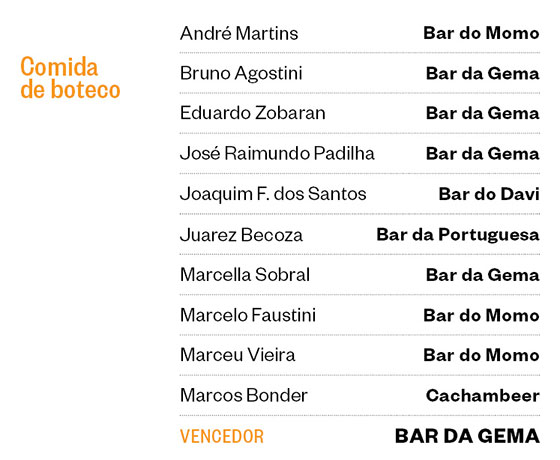 Comida
de boteco
André Martins Bar do Momo
Bruno Agostini Bar da Gema
Eduardo Zobaran Bar da Gema
José Raimundo Padilha Bar da Gema
Joaquim F. dos Santos Bar do Davi
Juarez Becoza Bar da Portuguesa
Marcella Sobral Bar da Gema
Marcelo Faustini Bar do Momo
Marceu Vieira Bar do Momo
Marcos Bonder Cachambeer
VENCEDOR BAR DA GEMA